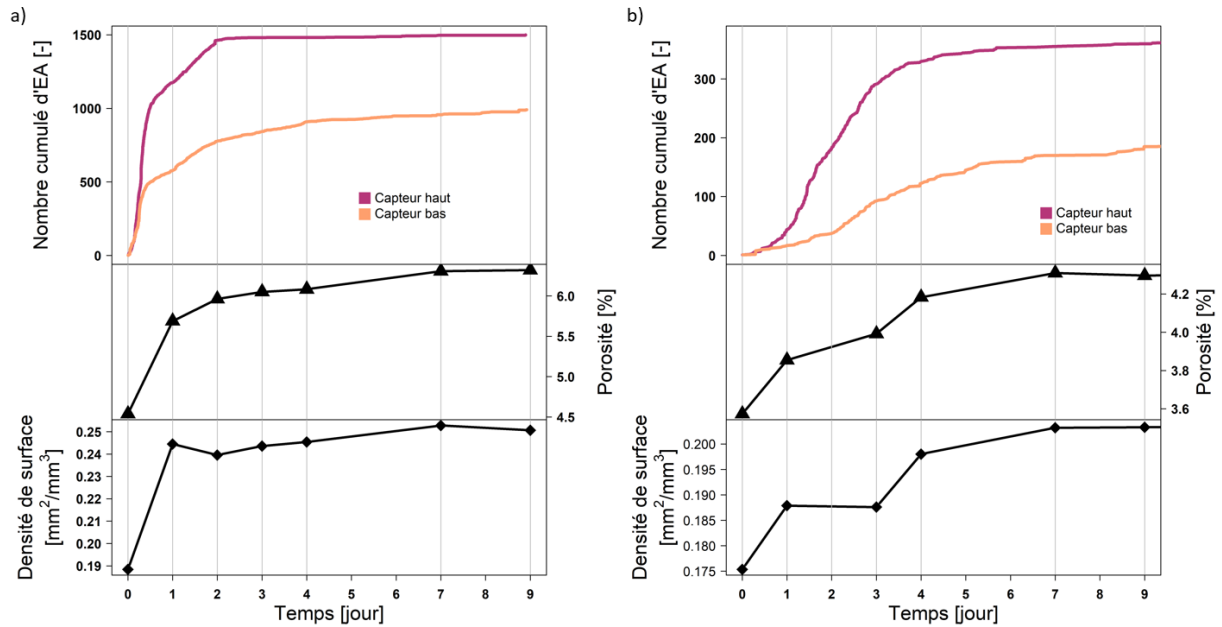 a)
Nombre cumulé d'EA [-]
1500
1000
500
0
Capteur haut
Capteur bas
Porosité [%]
6.0
5.5
5.0
4.5
Densité de surface
[mm²/mm³]
0.25
0.24
0.23
0.22
0.21
0.20
0.19
0 1 2 3 4 5 6 7 8 9
Temps [jour]
b)
Nombre cumulé d'EA [-]
300
200
100
0
Capteur haut
Capteur bas
Porosité [%]
4.2
4.0
3.8
3.6
Densité de surface
[mm²/mm³]
0.200
0.195
0.190
0.185
0.180
0.175
0 1 2 3 4 5 6 7 8 9
Temps [jour]